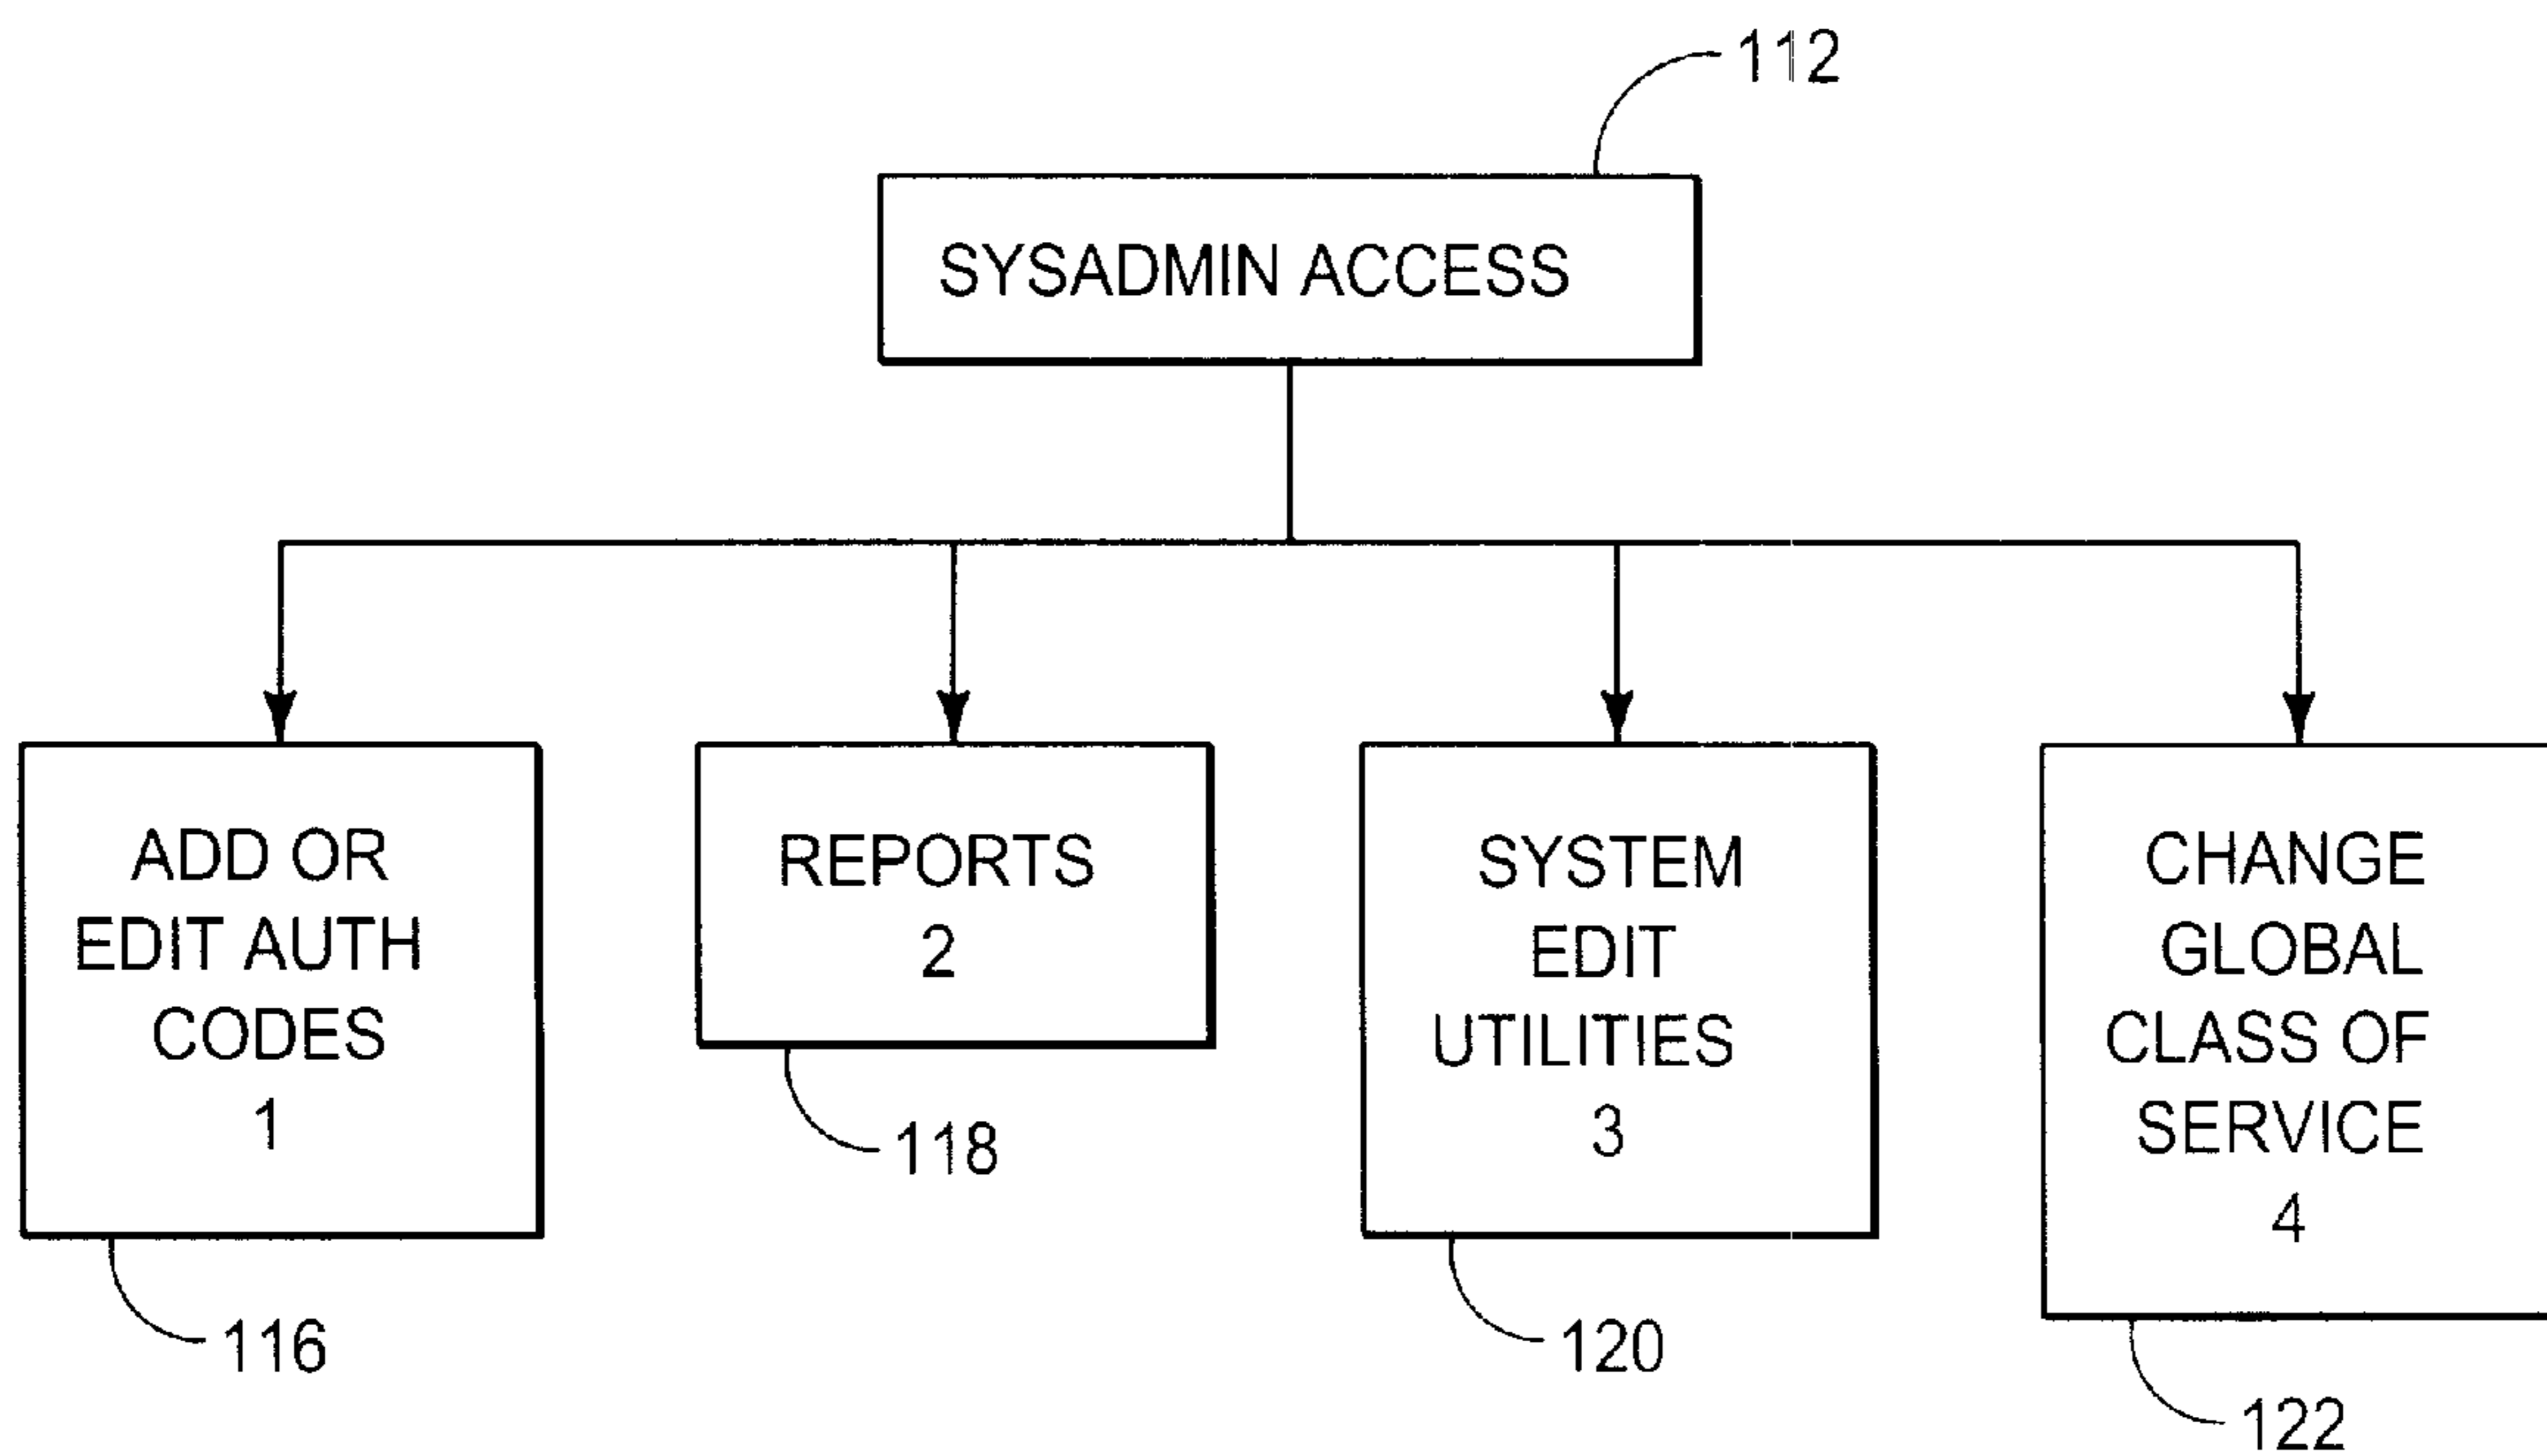 112
SYSADMIN ACCESS
ADD OR
EDIT AUTH
CODES
1
116
REPORTS
2
118
SYSTEM
EDIT
UTILITIES
3
120
CHANGE
GLOBAL
CLASS OF
SERVICE
4
122